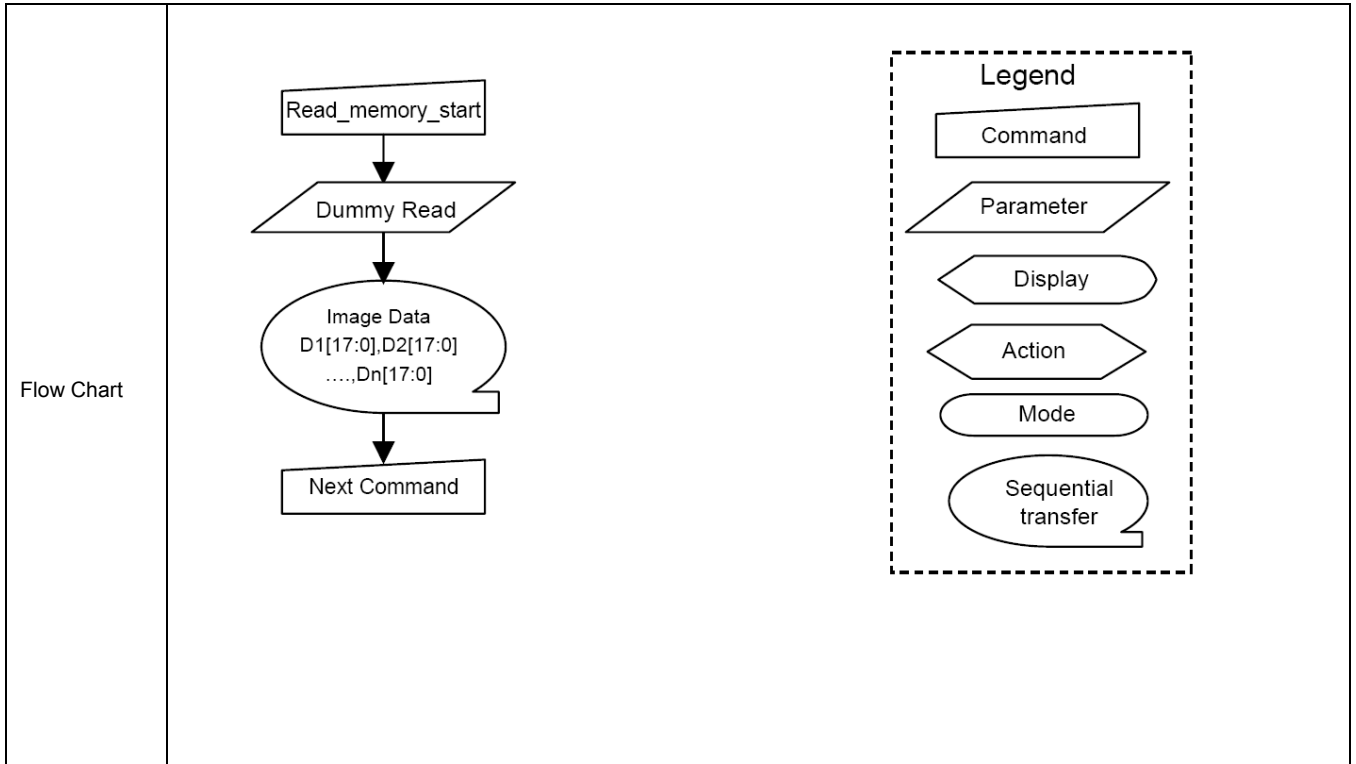 Flow Chart
Read_memory_start
Dummy Read
Image Data
D1[17:0],D2[17:0]
....,Dn[17:0]
Next Command
Legend
Command
Parameter
Display
Action
Mode
Sequential
transfer